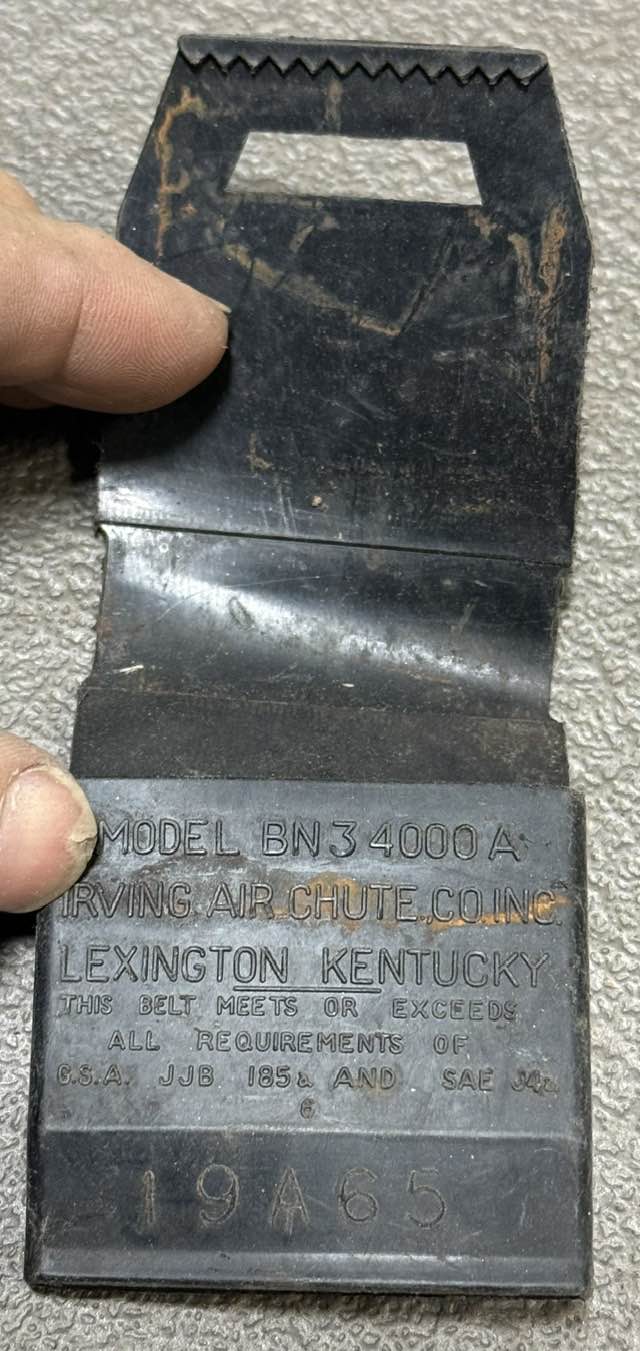 MODEL BN34000A
IRVING AIR CHUTE CO. INC.
LEXINGTON KENTUCKY
THIS BELT MEETS OR EXCEEDS
ALL REQUIREMENTS OF
G.S.A. JJB 185a AND SAE J4a
6
19A65